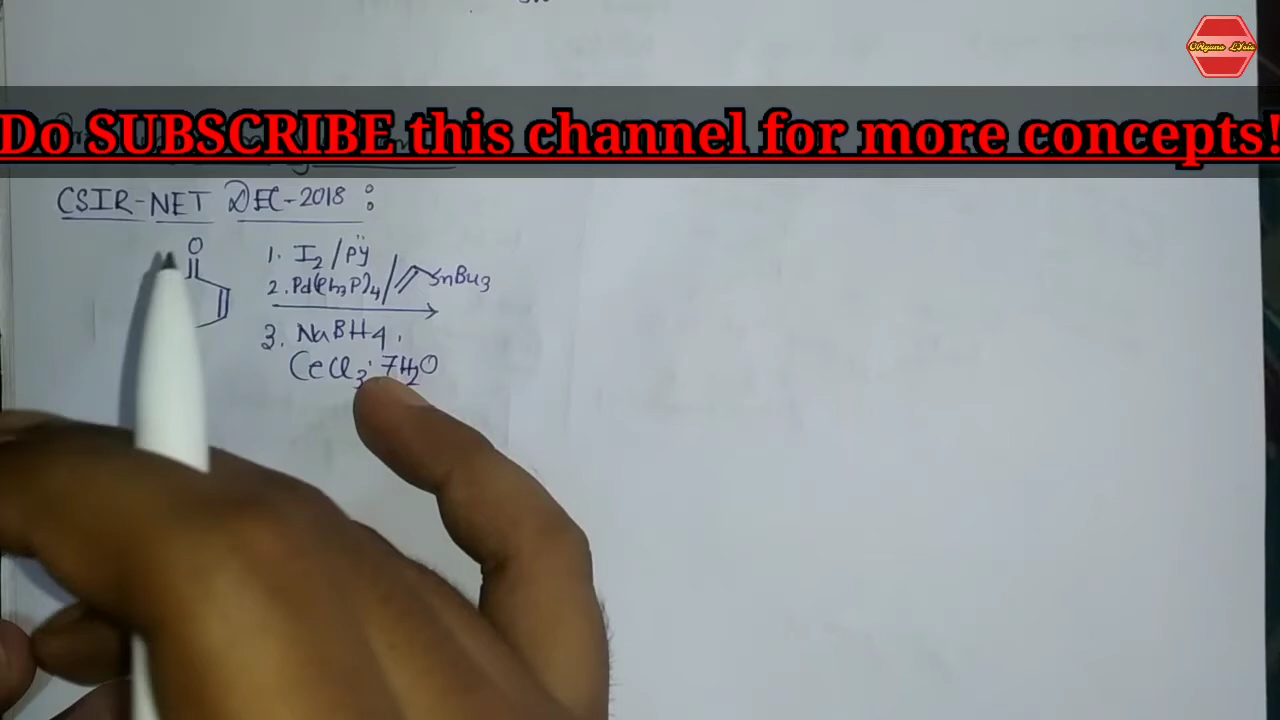 Do SUBSCRIBE this channel for more concepts!
CSIR-NET DEC-2018 :
O
1. I2/Py
2. Pd(Ph3P)4/ SnBu3
3. NaBH4,
CeCl3·7H2O